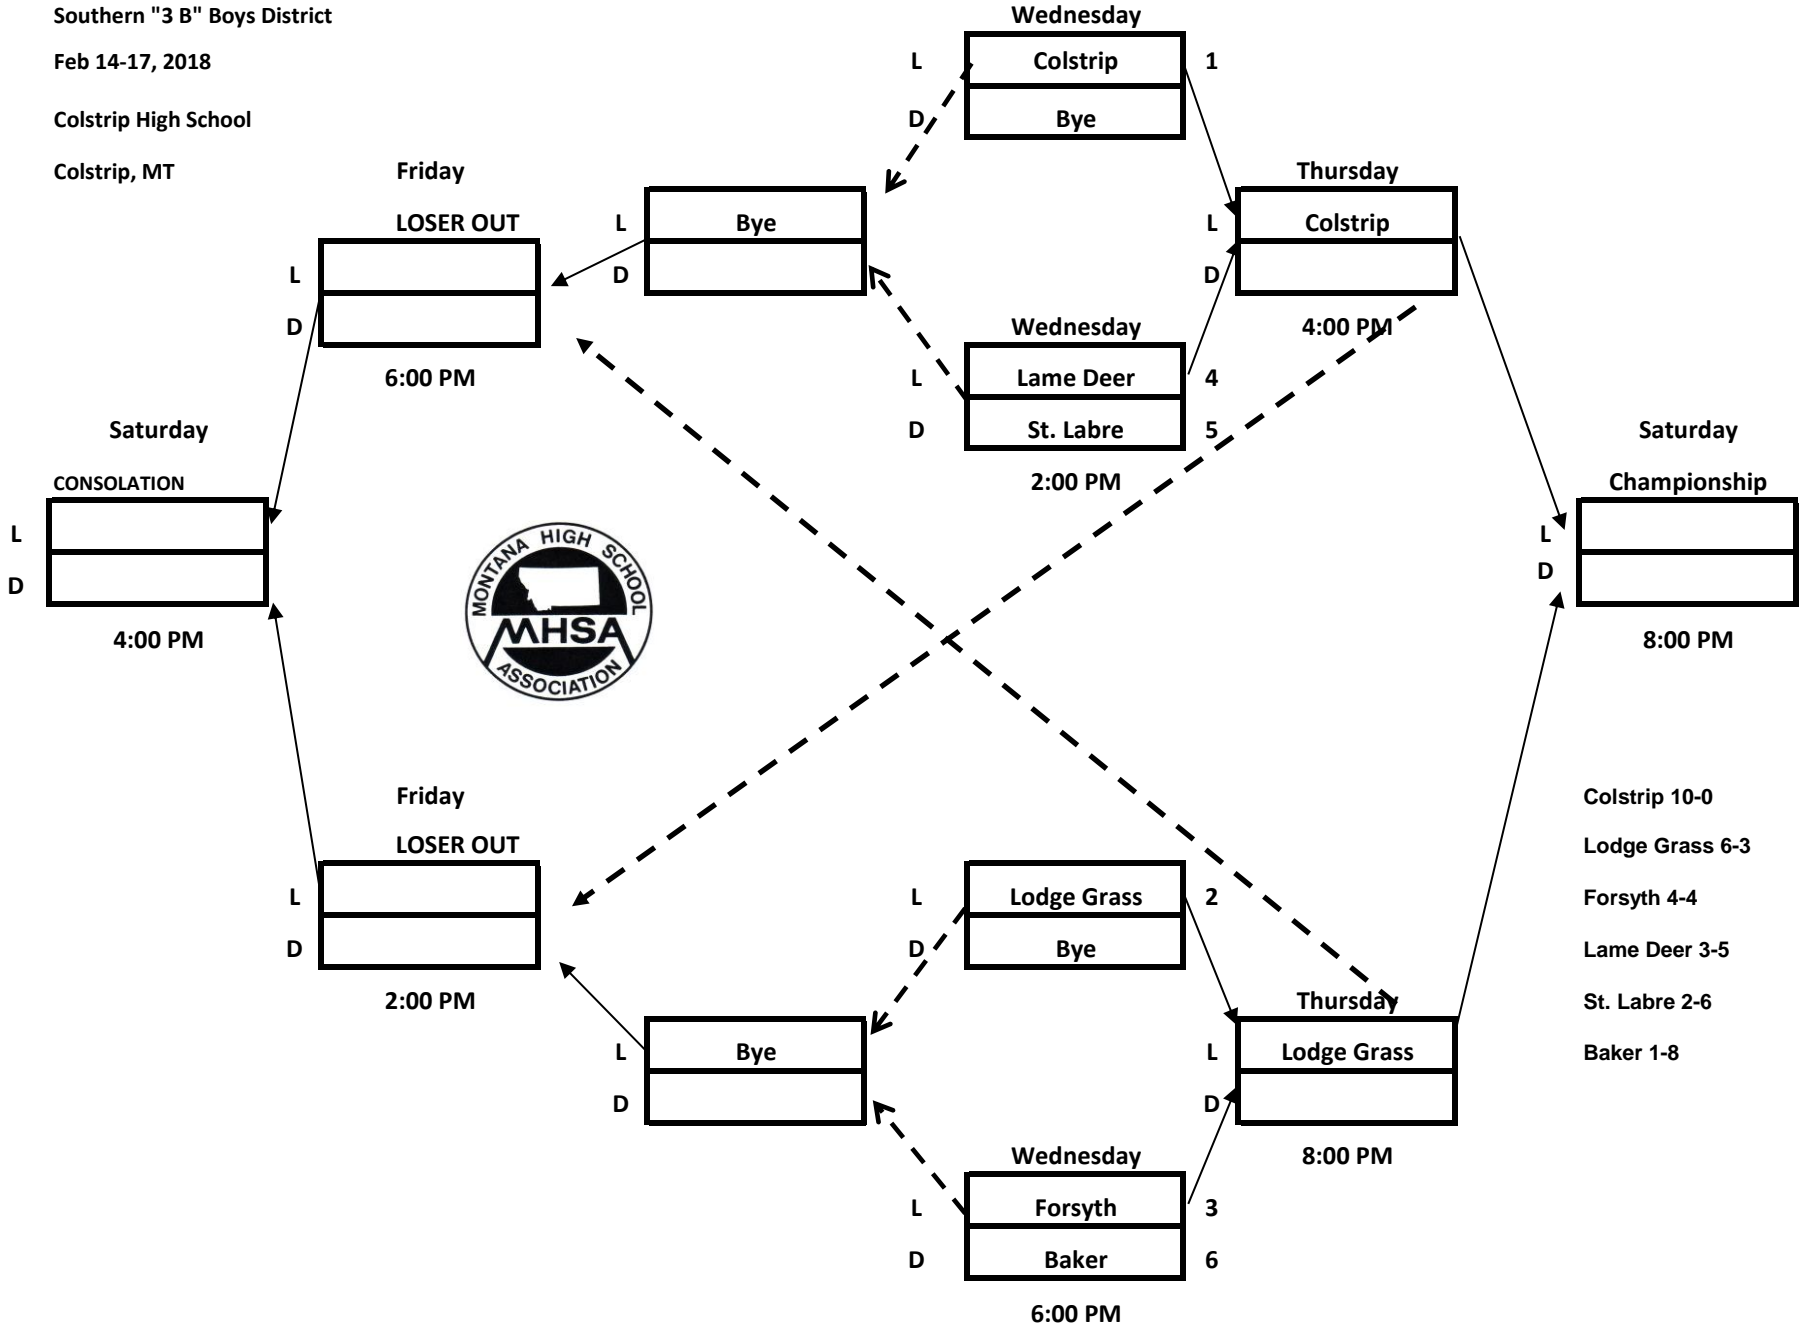 Southern "3 B" Boys District
Feb 14-17, 2018
Colstrip High School
Colstrip, MT
Wednesday
L Colstrip 1
D Bye
Friday
LOSER OUT
L
D
6:00 PM
L Bye
D
Thursday
L Colstrip
D
4:00 PM
Wednesday
L Lame Deer 4
D St. Labre 5
2:00 PM
Saturday
CONSOLATION
L
D
4:00 PM
MONTANA HIGH SCHOOL
MHSA
ASSOCIATION
Saturday
Championship
L
D
8:00 PM
Friday
LOSER OUT
L
D
2:00 PM
L Lodge Grass 2
D Bye
L Bye
D
Thursday
L Lodge Grass
D
8:00 PM
Wednesday
L Forsyth 3
D Baker 6
6:00 PM
Colstrip 10-0
Lodge Grass 6-3
Forsyth 4-4
Lame Deer 3-5
St. Labre 2-6
Baker 1-8